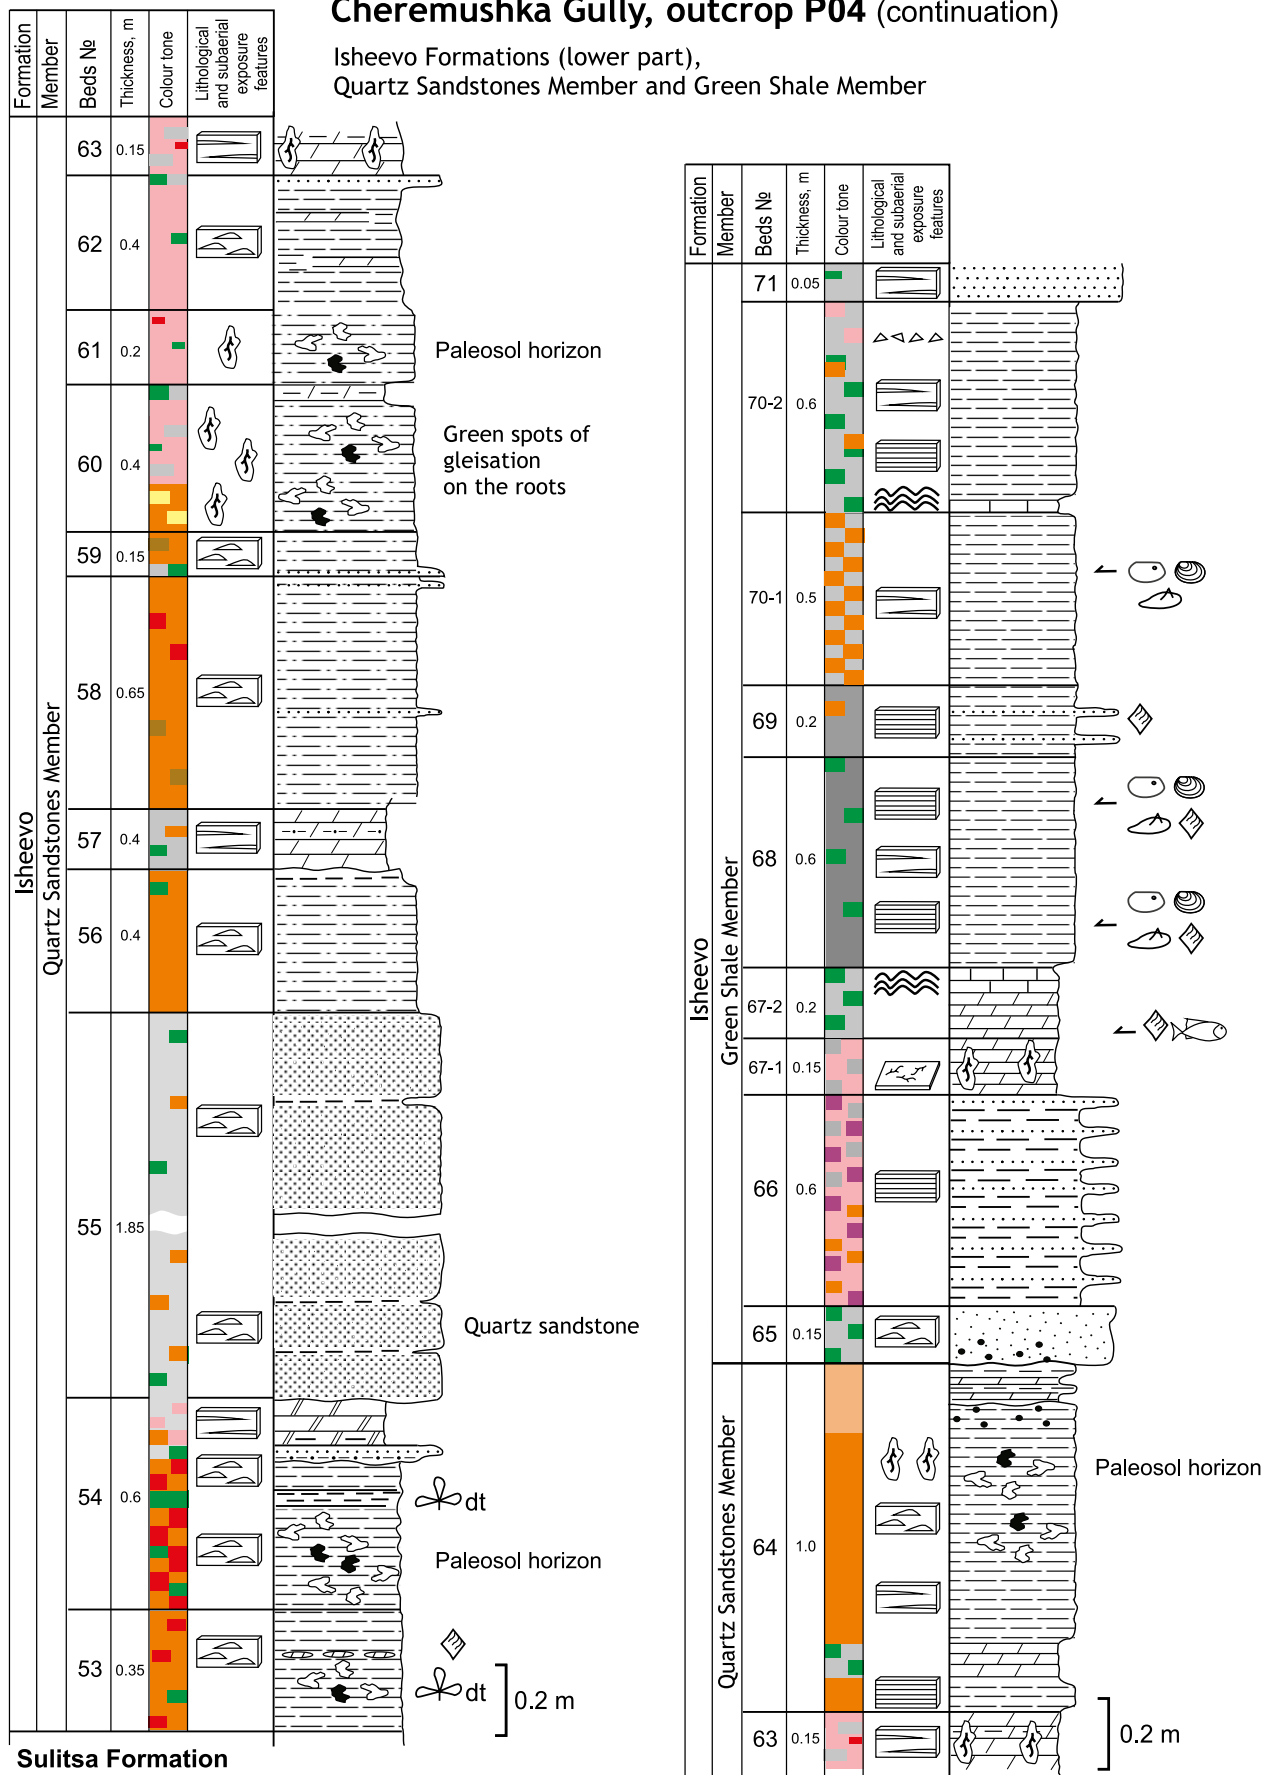 Cheremushka Gully, outcrop P04 (continuation)
Isheevo Formations (lower part),
Quartz Sandstones Member and Green Shale Member
Formation
Member
Beds №
Thickness, m
Colour tone
Lithological
and subaerial
exposure
features
Isheevo
Quartz Sandstones Member
63 0.15
62 0.4
61 0.2
Paleosol horizon
60 0.4
Green spots of
gleisation
on the roots
59 0.15
58 0.65
57 0.4
56 0.4
55 1.85
Quartz sandstone
54 0.6
dt
Paleosol horizon
53 0.35
dt
0.2 m
Sulitsa Formation
Formation
Member
Beds №
Thickness, m
Colour tone
Lithological
and subaerial
exposure
features
Isheevo
Green Shale Member
71 0.05
70-2 0.6
70-1 0.5
69 0.2
68 0.6
67-2 0.2
67-1 0.15
66 0.6
65 0.15
Quartz Sandstones Member
64 1.0
Paleosol horizon
63 0.15
0.2 m